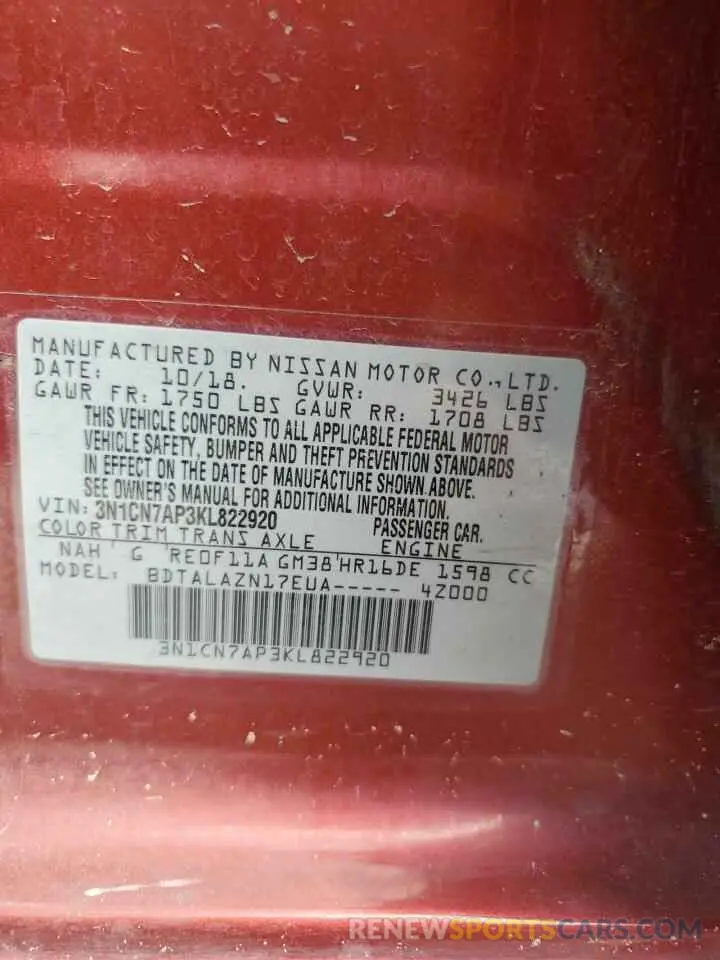 MANUFACTURED BY NISSAN MOTOR CO., LTD.
DATE: 10/18. GVWR: 3426 LBS
GAWR FR: 1750 LBS GAWR RR: 1708 LBS
THIS VEHICLE CONFORMS TO ALL APPLICABLE FEDERAL MOTOR
VEHICLE SAFETY, BUMPER AND THEFT PREVENTION STANDARDS
IN EFFECT ON THE DATE OF MANUFACTURE SHOWN ABOVE.
SEE OWNER'S MANUAL FOR ADDITIONAL INFORMATION.
VIN: 3N1CN7AP3KL822920 PASSENGER CAR.
COLOR TRIM TRANS AXLE ENGINE
NAH ' G 'RE0F11A GM38'HR16DE 1598 CC
MODEL: BDTALAZN17EUA----- 4Z000
3N1CN7AP3KL822920
RENEWSPORTSCARS.COM